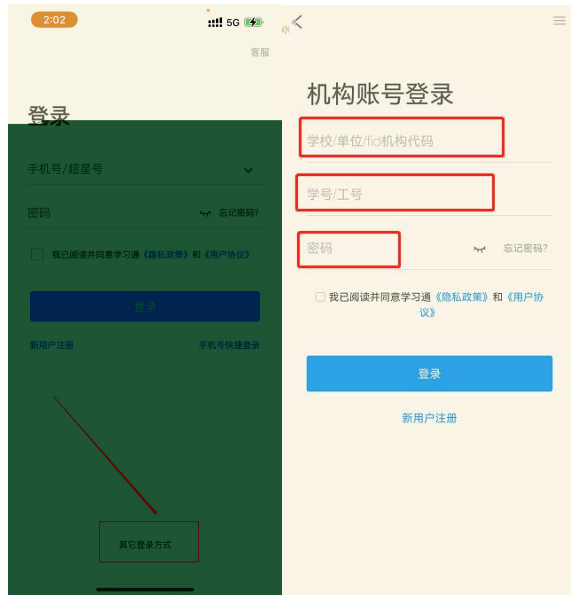 2:02
5G
客服
登录
手机号/超星号
密码
忘记密码?
我已阅读并同意学习通《隐私政策》和《用户协议》
登录
新用户注册
手机号快捷登录
其它登录方式
机构账号登录
学校/单位/fid机构代码
学号/工号
密码
忘记密码?
我已阅读并同意学习通《隐私政策》和《用户协
议》
登录
新用户注册